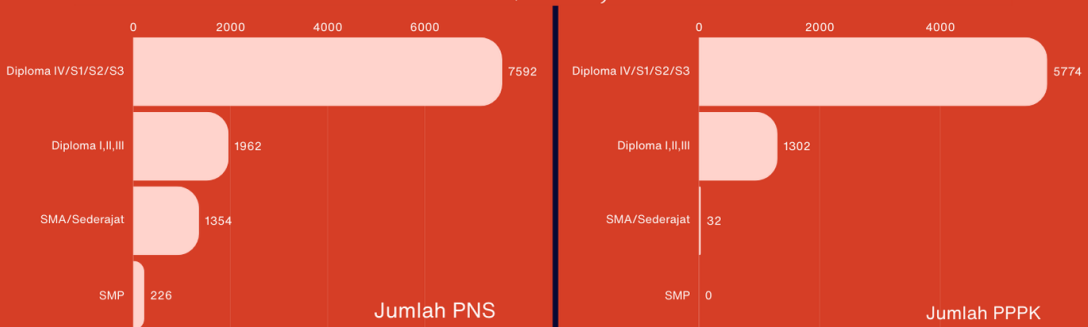 0 2000 4000 6000
Diploma IV/S1/S2/S3 7592
Diploma I,II,III 1962
SMA/Sederajat 1354
SMP 226
Jumlah PNS
0 2000 4000
Diploma IV/S1/S2/S3 5774
Diploma I,II,III 1302
SMA/Sederajat 32
SMP 0
Jumlah PPPK